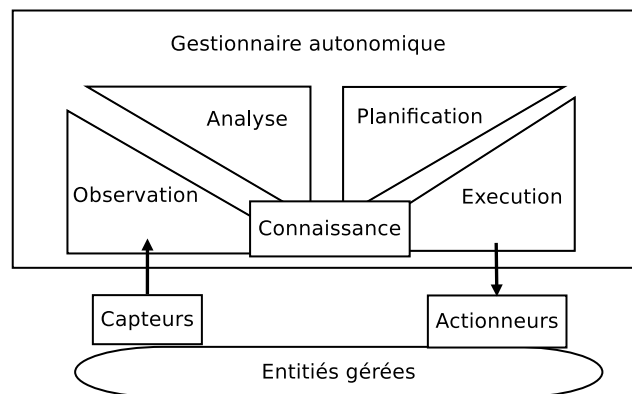 Gestionnaire autonomique
Analyse
Planification
Observation
Execution
Connaissance
Capteurs
Actionneurs
Entitiés gérées